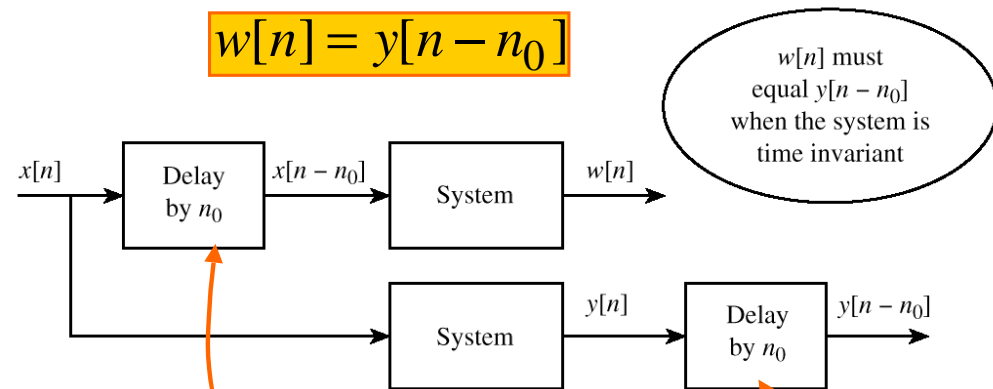 w[n] = y[n − n₀]
w[n] must
equal y[n − n₀]
when the system is
time invariant
x[n]
Delay
by n₀
x[n − n₀]
System
w[n]
System
y[n]
Delay
by n₀
y[n − n₀]